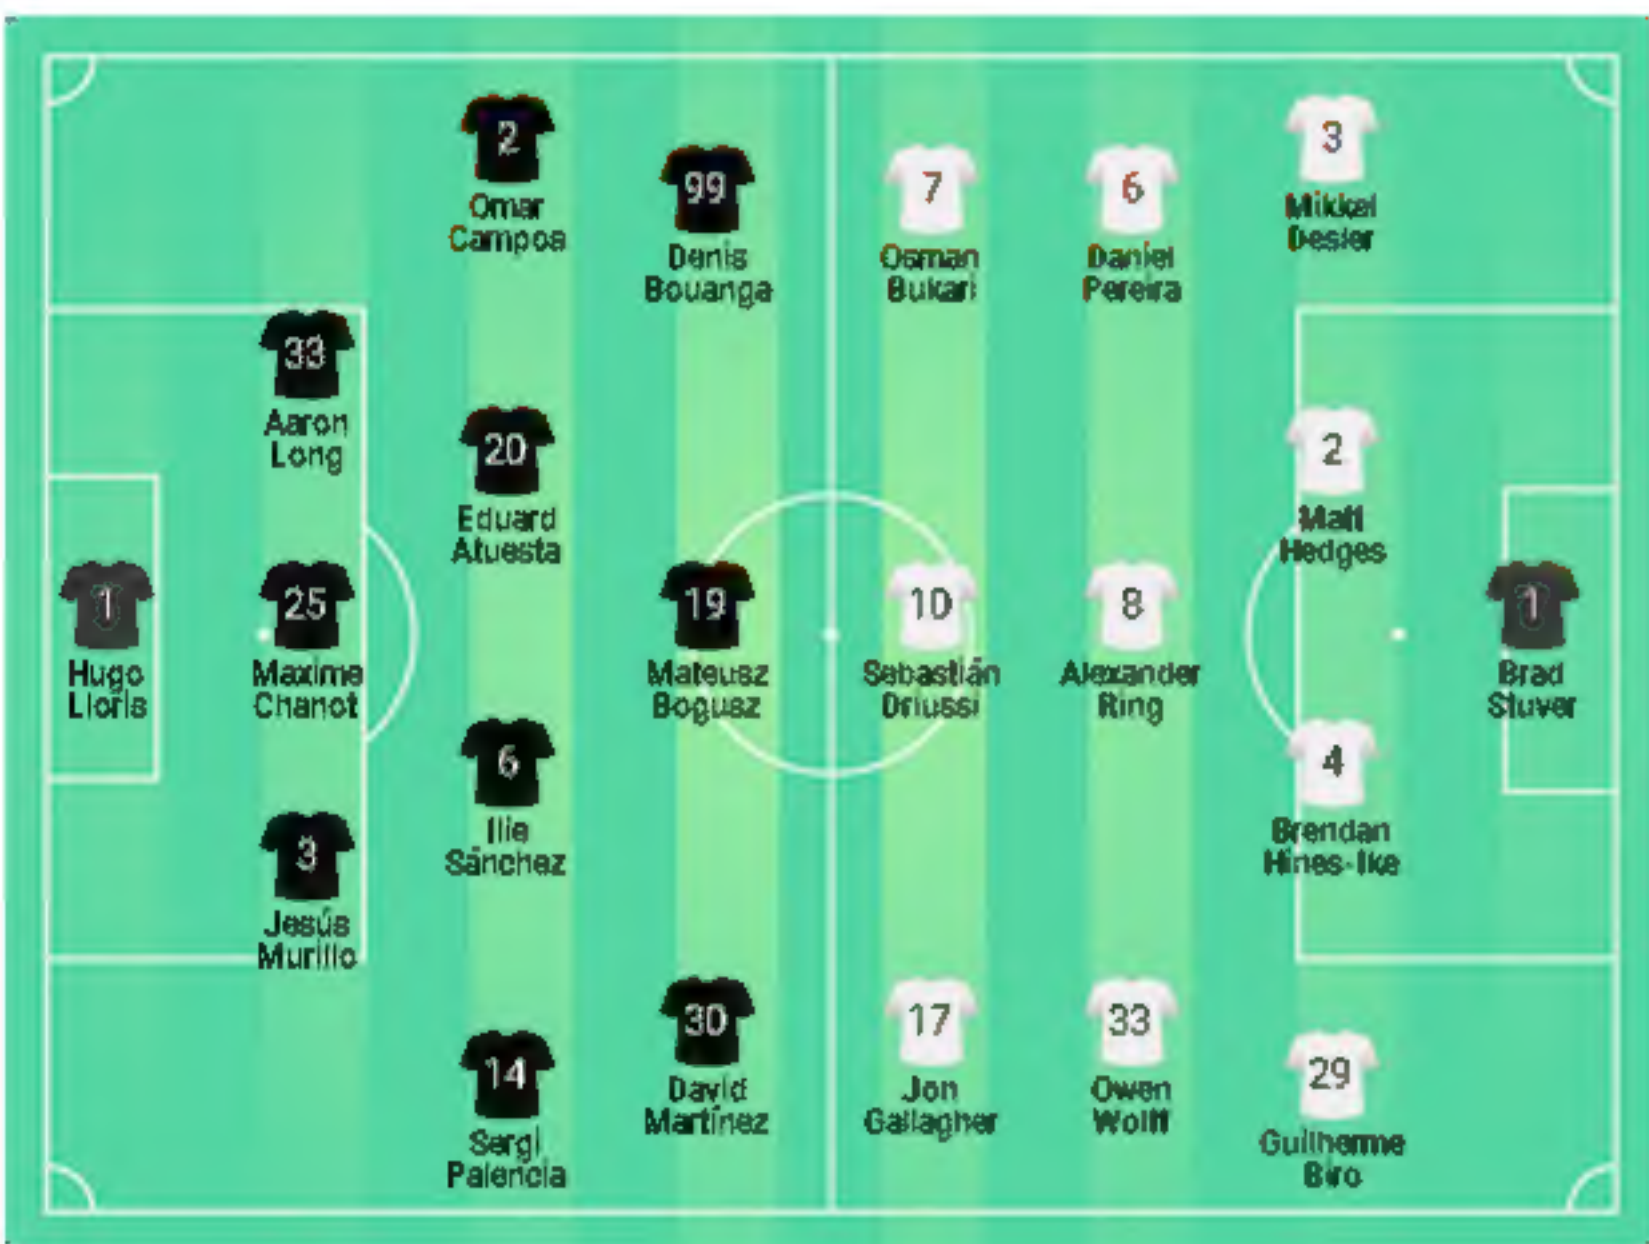 2
Omar
Campos
99
Denis
Bouanga
7
Osman
Bukari
6
Daniel
Pereira
3
Mikkel
Desler
33
Aaron
Long
20
Eduard
Atuesta
2
Matt
Hedges
1
Hugo
Lloris
25
Maxime
Chanot
19
Mateusz
Bogusz
10
Sebastián
Driussi
8
Alexander
Ring
1
Brad
Stuver
6
Ilie
Sánchez
4
Brendan
Hines-Ike
3
Jesús
Murillo
14
Sergi
Palencia
30
David
Martínez
17
Jon
Gallagher
33
Owen
Wolff
29
Guilherme
Biro